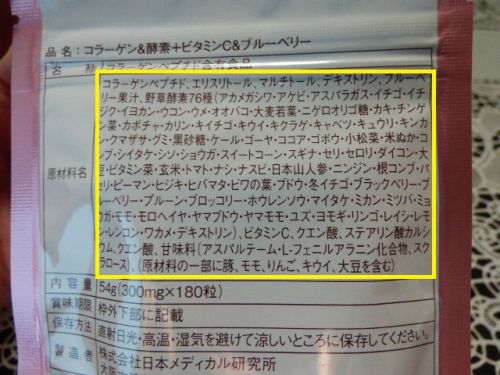 品 名：コラーゲン&酵素+ビタミンC&ブルーベリー
名 称 コラーゲンペプチド含有食品
原材料名
コラーゲンペプチド、エリスリトール、マルチトール、デキストリン、ブルーベ
リー果汁、野草酵素76種（アカメガシワ・アケビ・アスパラガス・イチゴ・イチ
ジク・イヨカン・ウコン・ウメ・オオバコ・大麦若葉・ニゲロオリゴ糖・カキ・チンゲ
ン菜・カボチャ・カリン・キイチゴ・キウイ・キクラゲ・キャベツ・キュウリ・キンカ
ン・クマザサ・グミ・黒砂糖・ケール・ゴーヤ・ココア・ゴボウ・小松菜・米ぬか・コ
ンブ・シイタケ・シソ・ショウガ・スイートコーン・スギナ・セリ・セロリ・ダイコン・大
豆・ビタミン菜・玄米・トマト・ナシ・ナスビ・日本山人参・ニンジン・根コンブ・パ
セリ・ピーマン・ヒジキ・ヒバマタ・ビワの葉・ブドウ・冬イチゴ・ブラックベリー・ブ
ルーベリー・プルーン・ブロッコリー・ホウレンソウ・マイタケ・ミカン・ミツバ・ミョ
ウガ・モモ・モロヘイヤ・ヤマブドウ・ヤマモモ・ユズ・ヨモギ・リンゴ・レイシ・レモ
ン・レンコン・ワカメ・デキストリン）、ビタミンC、クエン酸、ステアリン酸カルシ
ウム、クエン酸、甘味料（アスパルテーム・L-フェニルアラニン化合物、スク
ラロース）、（原材料の一部に豚、モモ、りんご、キウイ、大豆を含む）
内 容 量 54g（300mg×180粒）
賞味期限 枠外下部に記載
保存方法 直射日光・高温・湿気を避けて涼しいところに保存してください。
製 造 者 株式会社日本メディカル研究所